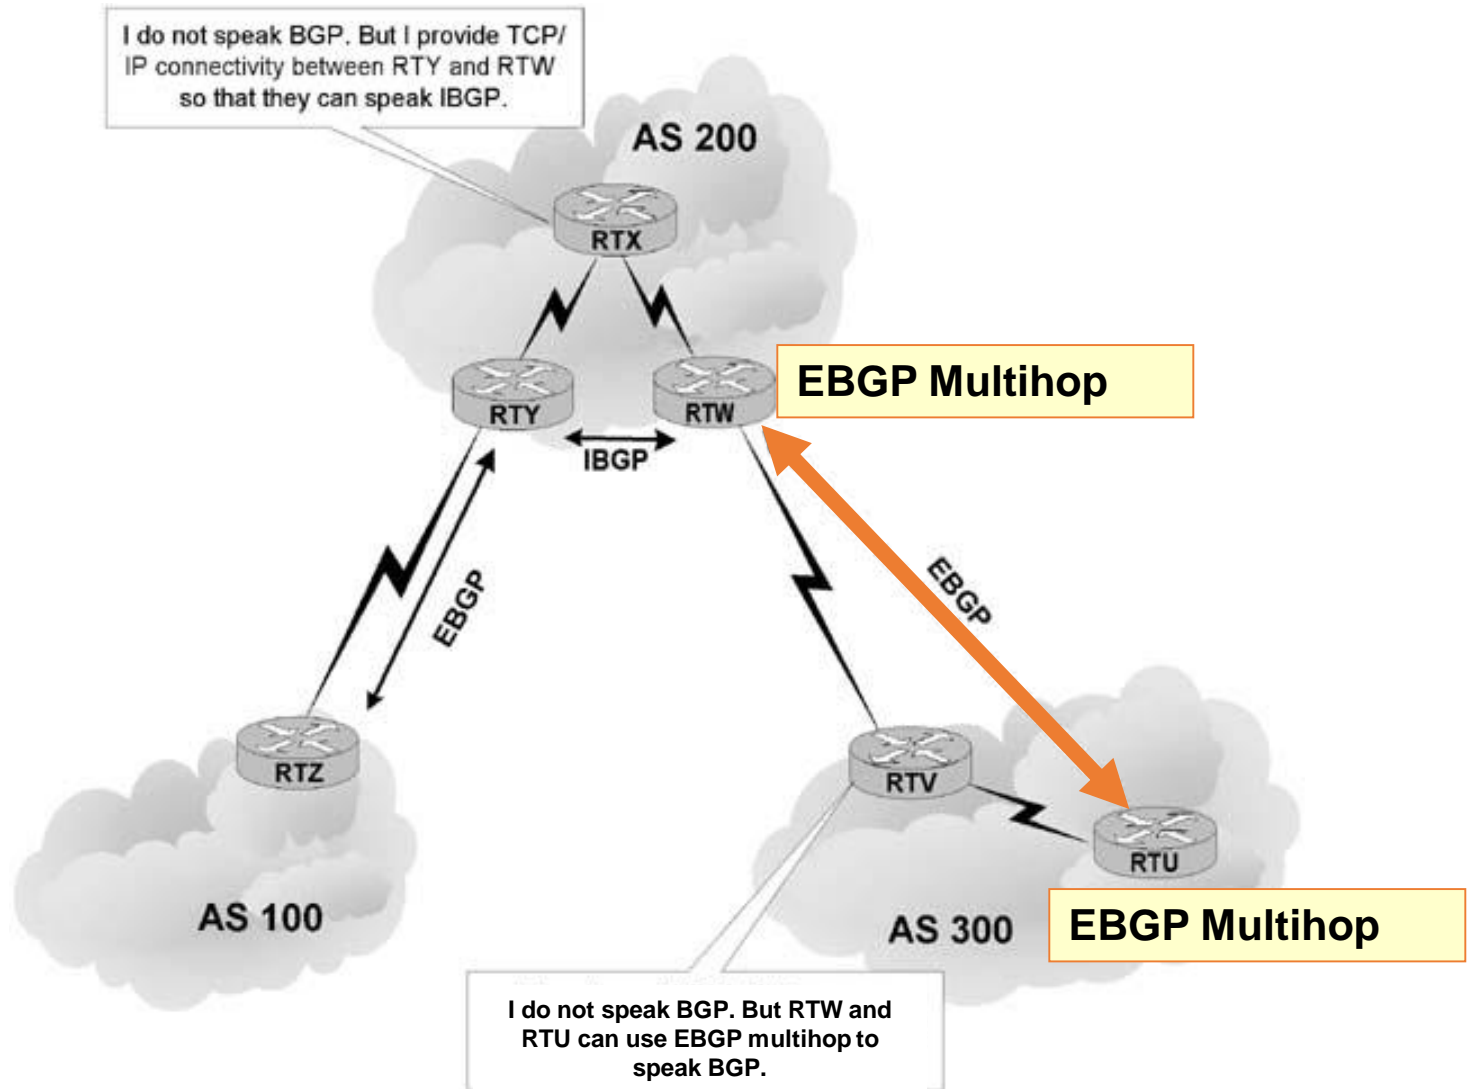 I do not speak BGP. But I provide TCP/
IP connectivity between RTY and RTW
so that they can speak IBGP.
AS 200
RTX
EBGP Multihop
RTY
RTW
IBGP
EBGP
EBGP
RTZ
RTV
RTU
AS 100
AS 300
EBGP Multihop
I do not speak BGP. But RTW and
RTU can use EBGP multihop to
speak BGP.